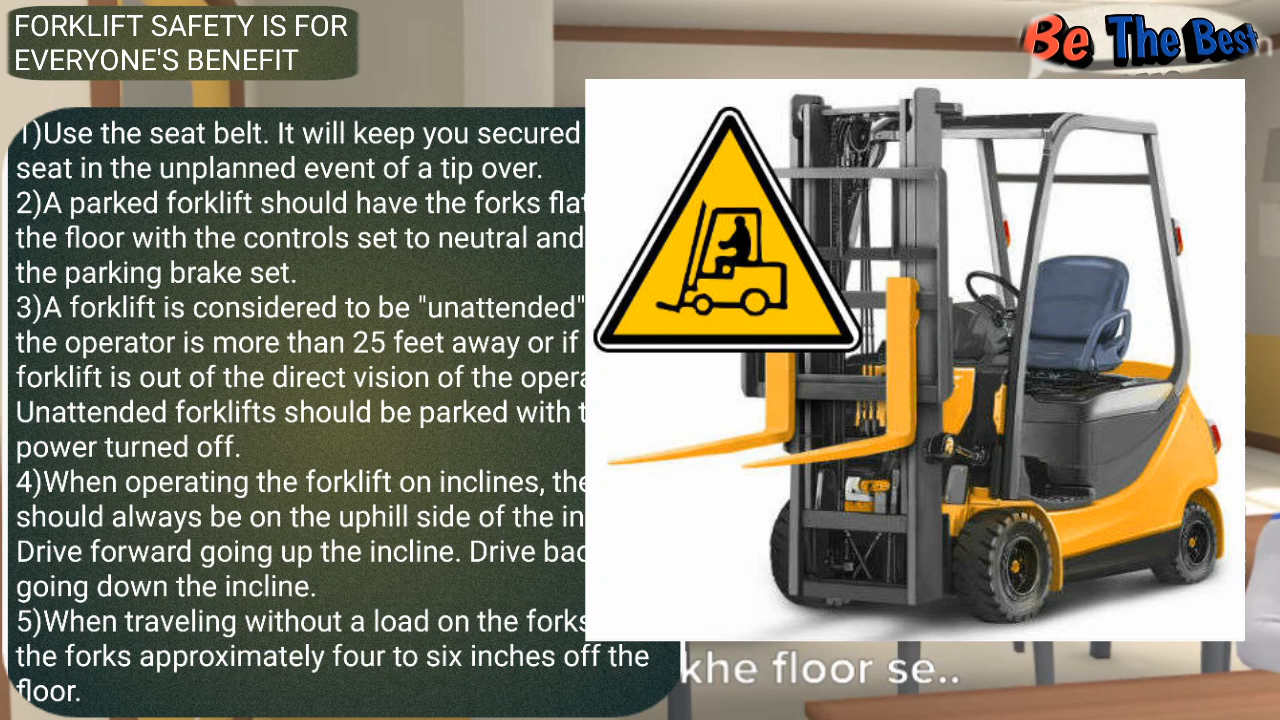 FORKLIFT SAFETY IS FOR
EVERYONE'S BENEFIT
Be The Best
1)Use the seat belt. It will keep you secured
seat in the unplanned event of a tip over.
2)A parked forklift should have the forks flat
the floor with the controls set to neutral and
the parking brake set.
3)A forklift is considered to be "unattended"
the operator is more than 25 feet away or if
forklift is out of the direct vision of the opera
Unattended forklifts should be parked with
power turned off.
4)When operating the forklift on inclines, the
should always be on the uphill side of the in
Drive forward going up the incline. Drive bac
going down the incline.
5)When traveling without a load on the forks
the forks approximately four to six inches off the
floor.
khe floor se..